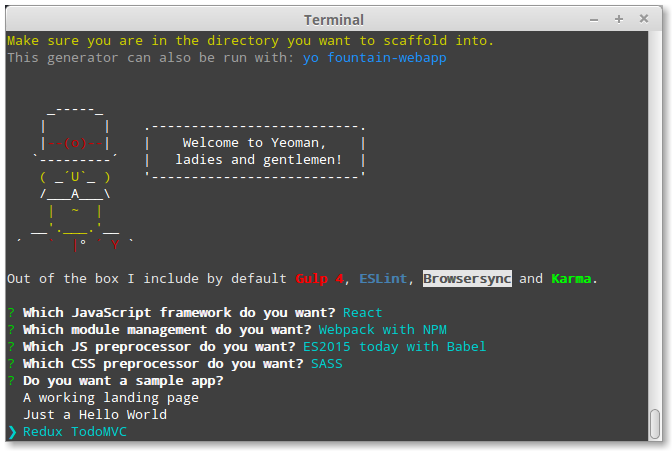 Terminal
Make sure you are in the directory you want to scaffold into.
This generator can also be run with: yo fountain-webapp
     _-----_
    |       |    .--------------------------.
    |--(o)--|    |    Welcome to Yeoman,    |
   `---------´   |   ladies and gentlemen!  |
    ( _´U`_ )    '--------------------------'
    /___A___\
     |  ~  |
   __'.___.'__
 ´   `  |° ´ Y `
Out of the box I include by default Gulp 4, ESLint, Browsersync and Karma.
? Which JavaScript framework do you want? React
? Which module management do you want? Webpack with NPM
? Which JS preprocessor do you want? ES2015 today with Babel
? Which CSS preprocessor do you want? SASS
? Do you want a sample app?
  A working landing page
  Just a Hello World
❯ Redux TodoMVC